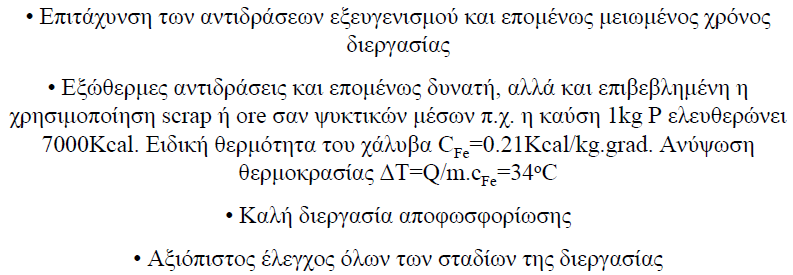 • Επιτάχυνση των αντιδράσεων εξευγενισμού και επομένως μειωμένος χρόνος
διεργασίας
• Εξώθερμες αντιδράσεις και επομένως δυνατή, αλλά και επιβεβλημένη η
χρησιμοποίηση scrap ή ore σαν ψυκτικών μέσων π.χ. η καύση 1kg P ελευθερώνει
7000Kcal. Ειδική θερμότητα του χάλυβα CFe=0.21Kcal/kg.grad. Ανύψωση
θερμοκρασίας ΔΤ=Q/m.cFe=34οC
• Καλή διεργασία αποφωσφορίωσης
• Αξιόπιστος έλεγχος όλων των σταδίων της διεργασίας